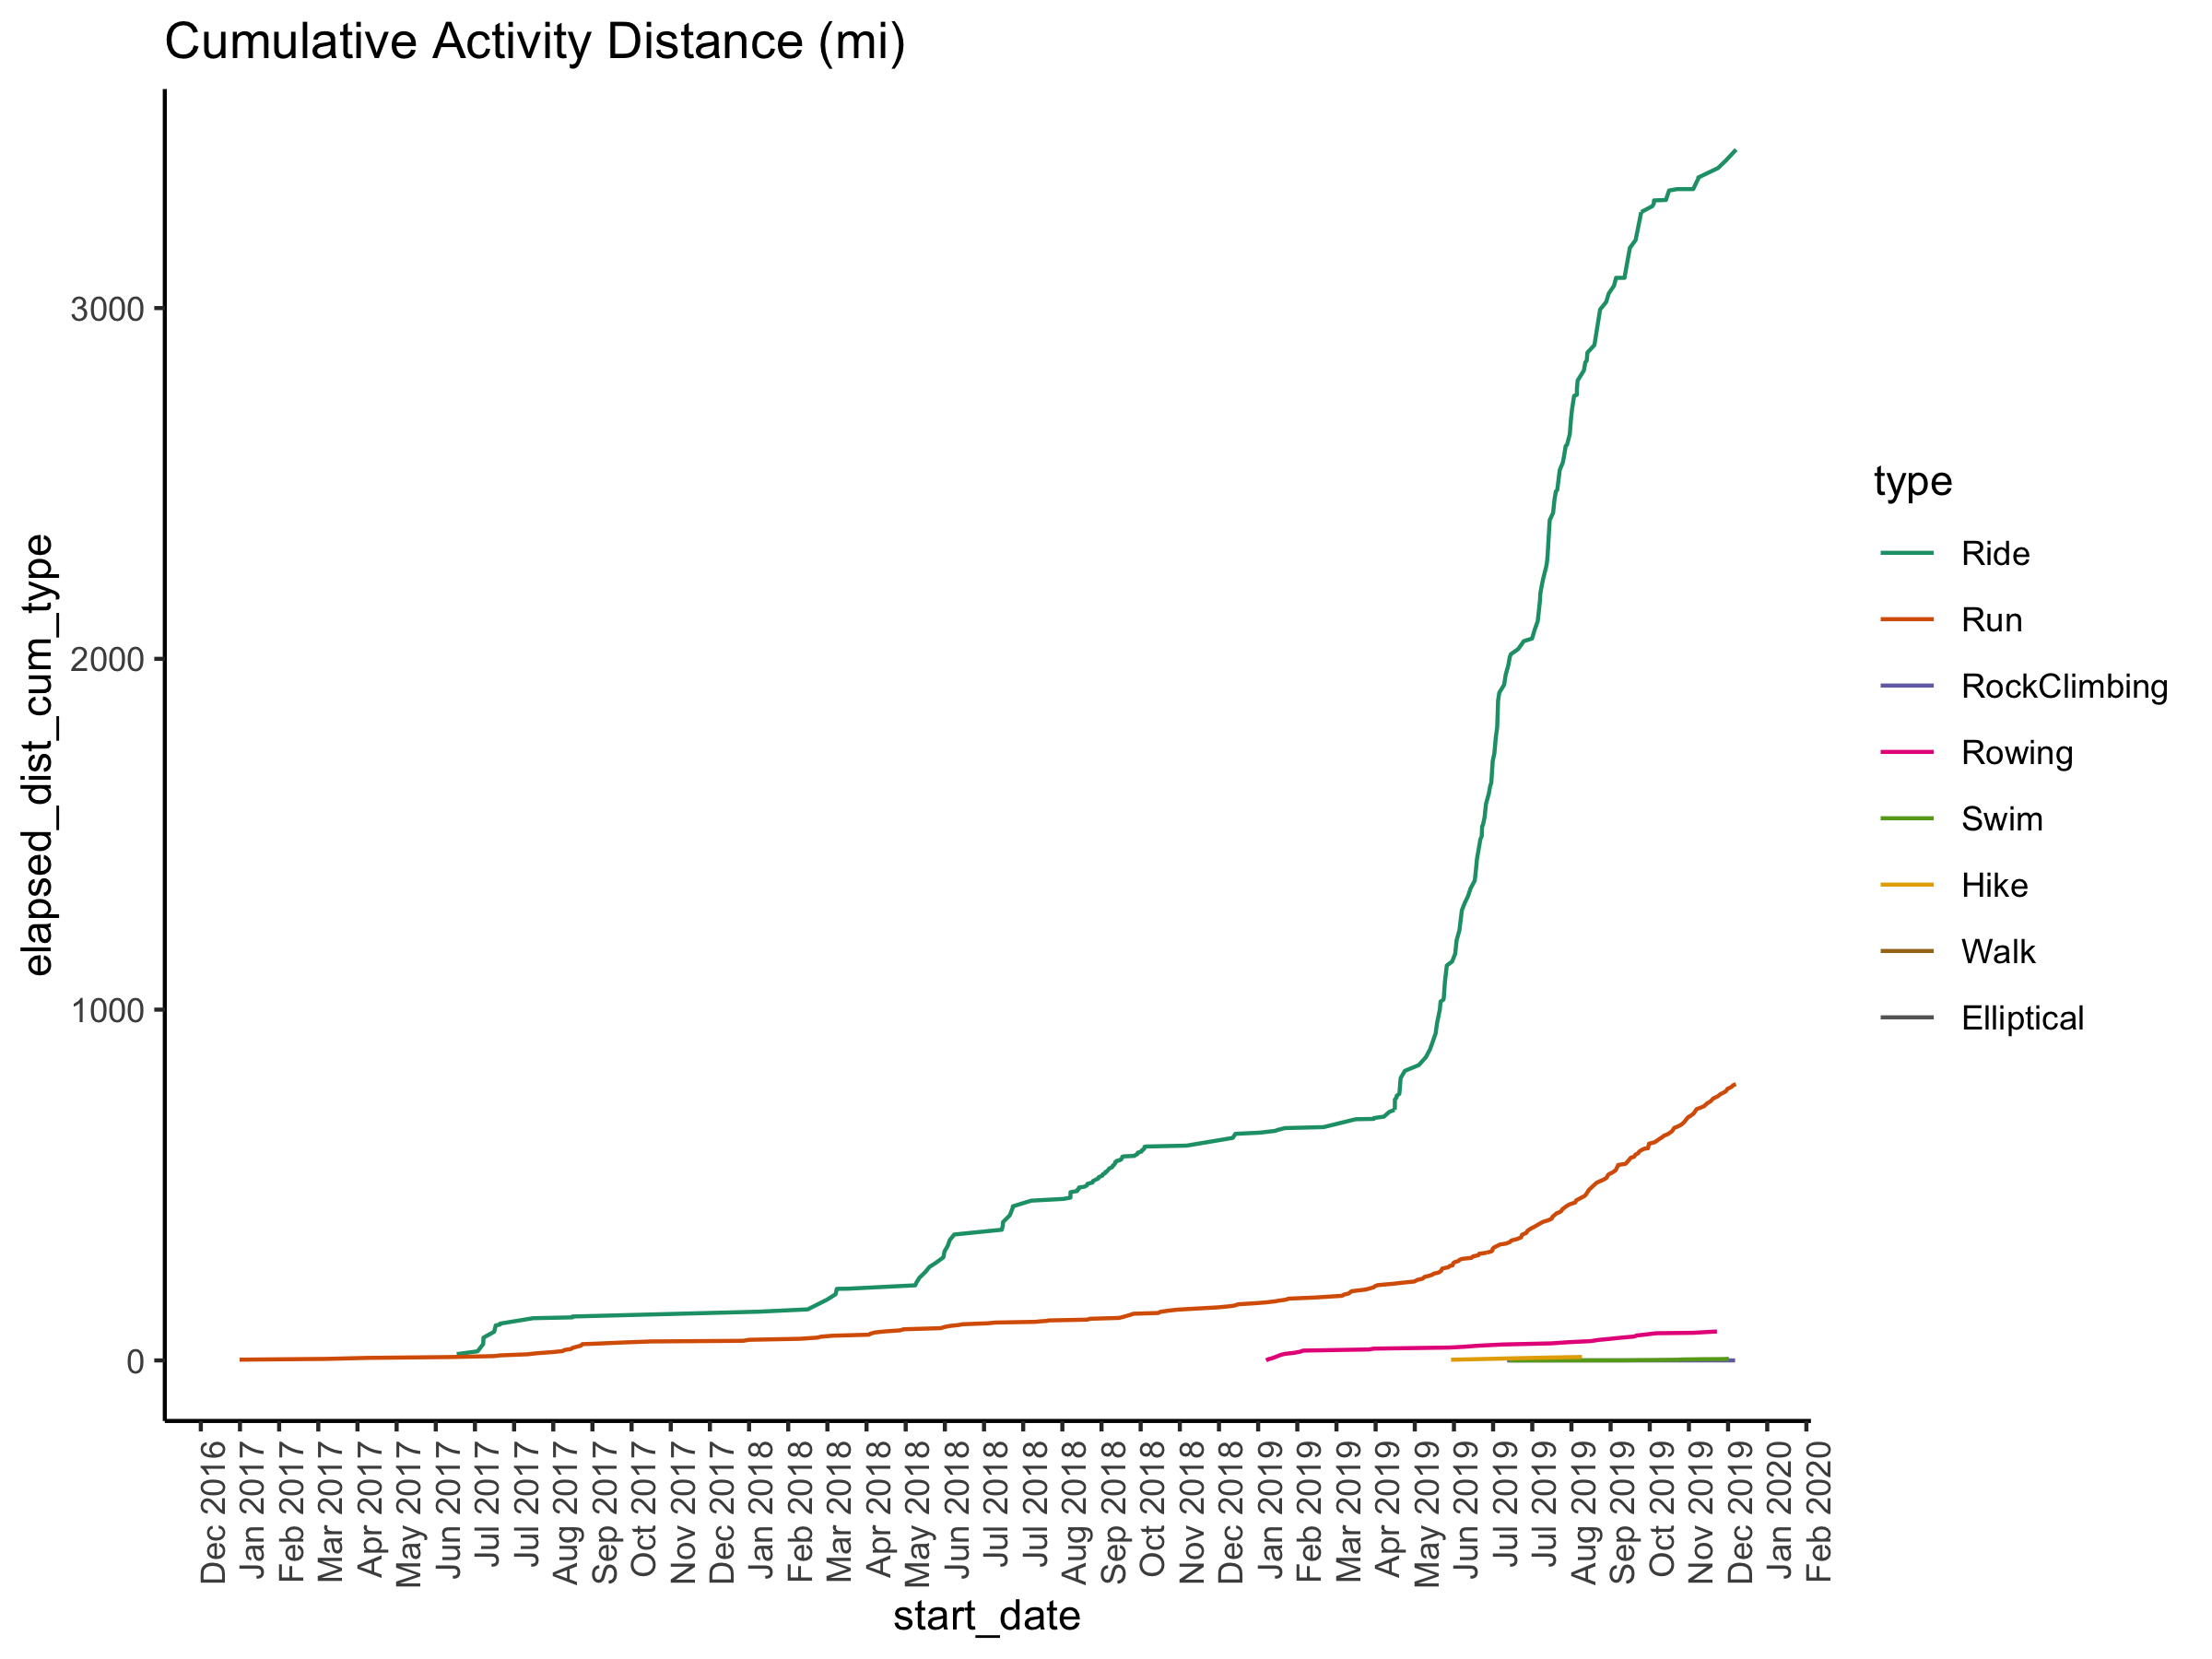 Cumulative Activity Distance (mi)
elapsed_dist_cum_type
3000
2000
1000
0
type
Ride
Run
RockClimbing
Rowing
Swim
Hike
Walk
Elliptical
Dec 2016
Jan 2017
Feb 2017
Mar 2017
Apr 2017
May 2017
Jun 2017
Jul 2017
Jul 2017
Aug 2017
Sep 2017
Oct 2017
Nov 2017
Dec 2017
Jan 2018
Feb 2018
Mar 2018
Apr 2018
May 2018
Jun 2018
Jul 2018
Jul 2018
Aug 2018
Sep 2018
Oct 2018
Nov 2018
Dec 2018
Jan 2019
Feb 2019
Mar 2019
Apr 2019
May 2019
Jun 2019
Jul 2019
Jul 2019
Aug 2019
Sep 2019
Oct 2019
Nov 2019
Dec 2019
Jan 2020
Feb 2020
start_date